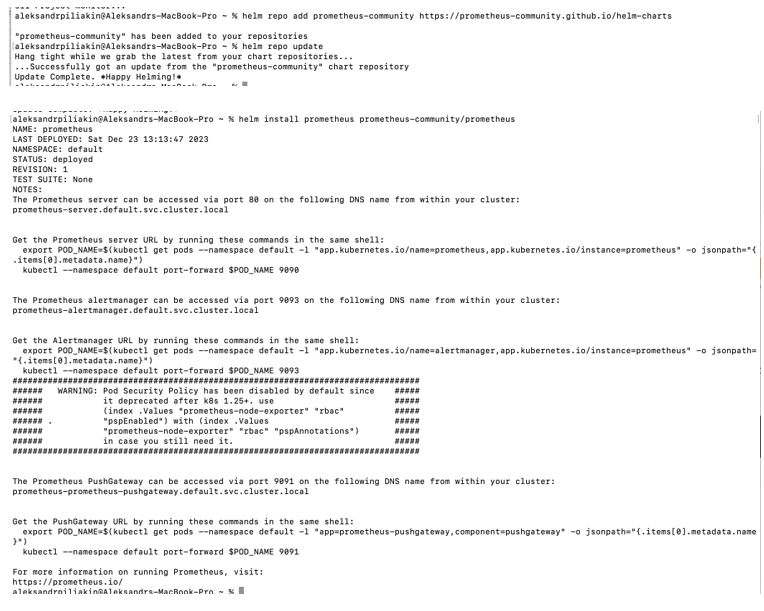 aleksandrpiliakin@Aleksandrs-MacBook-Pro ~ % helm repo add prometheus-community https://prometheus-community.github.io/helm-charts
"prometheus-community" has been added to your repositories
[aleksandrpiliakin@Aleksandrs-MacBook-Pro ~ % helm repo update
Hang tight while we grab the latest from your chart repositories...
...Successfully got an update from the "prometheus-community" chart repository
Update Complete. ⎈Happy Helming!⎈
[aleksandrpiliakin@Aleksandrs-MacBook-Pro ~ % helm install prometheus prometheus-community/prometheus ]
NAME: prometheus
LAST DEPLOYED: Sat Dec 23 13:13:47 2023
NAMESPACE: default
STATUS: deployed
REVISION: 1
TEST SUITE: None
NOTES:
The Prometheus server can be accessed via port 80 on the following DNS name from within your cluster:
prometheus-server.default.svc.cluster.local
Get the Prometheus server URL by running these commands in the same shell:
  export POD_NAME=$(kubectl get pods --namespace default -l "app.kubernetes.io/name=prometheus,app.kubernetes.io/instance=prometheus" -o jsonpath="{
.items[0].metadata.name}")
  kubectl --namespace default port-forward $POD_NAME 9090
The Prometheus alertmanager can be accessed via port 9093 on the following DNS name from within your cluster:
prometheus-alertmanager.default.svc.cluster.local
Get the Alertmanager URL by running these commands in the same shell:
  export POD_NAME=$(kubectl get pods --namespace default -l "app.kubernetes.io/name=alertmanager,app.kubernetes.io/instance=prometheus" -o jsonpath=
"{.items[0].metadata.name}")
  kubectl --namespace default port-forward $POD_NAME 9093
#################################################################################
######   WARNING: Pod Security Policy has been disabled by default since    #####
######            it deprecated after k8s 1.25+. use                        #####
######            (index .Values "prometheus-node-exporter" "rbac"          #####
###### .          "pspEnabled") with (index .Values                         #####
######            "prometheus-node-exporter" "rbac" "pspAnnotations")       #####
######            in case you still need it.                                #####
#################################################################################
The Prometheus PushGateway can be accessed via port 9091 on the following DNS name from within your cluster:
prometheus-prometheus-pushgateway.default.svc.cluster.local
Get the PushGateway URL by running these commands in the same shell:
  export POD_NAME=$(kubectl get pods --namespace default -l "app=prometheus-pushgateway,component=pushgateway" -o jsonpath="{.items[0].metadata.name
}")
  kubectl --namespace default port-forward $POD_NAME 9091
For more information on running Prometheus, visit:
https://prometheus.io/
aleksandrpiliakin@Aleksandrs-MacBook-Pro ~ %